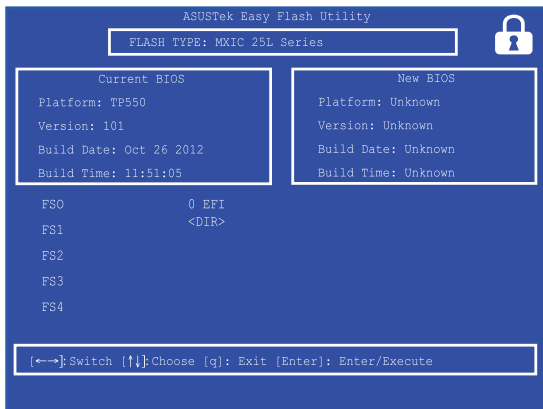 ASUSTek Easy Flash Utility
FLASH TYPE: MXIC 25L Series
Current BIOS
Platform: TP550
Version: 101
Build Date: Oct 26 2012
Build Time: 11:51:05
New BIOS
Platform: Unknown
Version: Unknown
Build Date: Unknown
Build Time: Unknown
FSO 0 EFI
FS1 <DIR>
FS2
FS3
FS4
[←→]:Switch [↑↓]:Choose [q]: Exit [Enter]: Enter/Execute